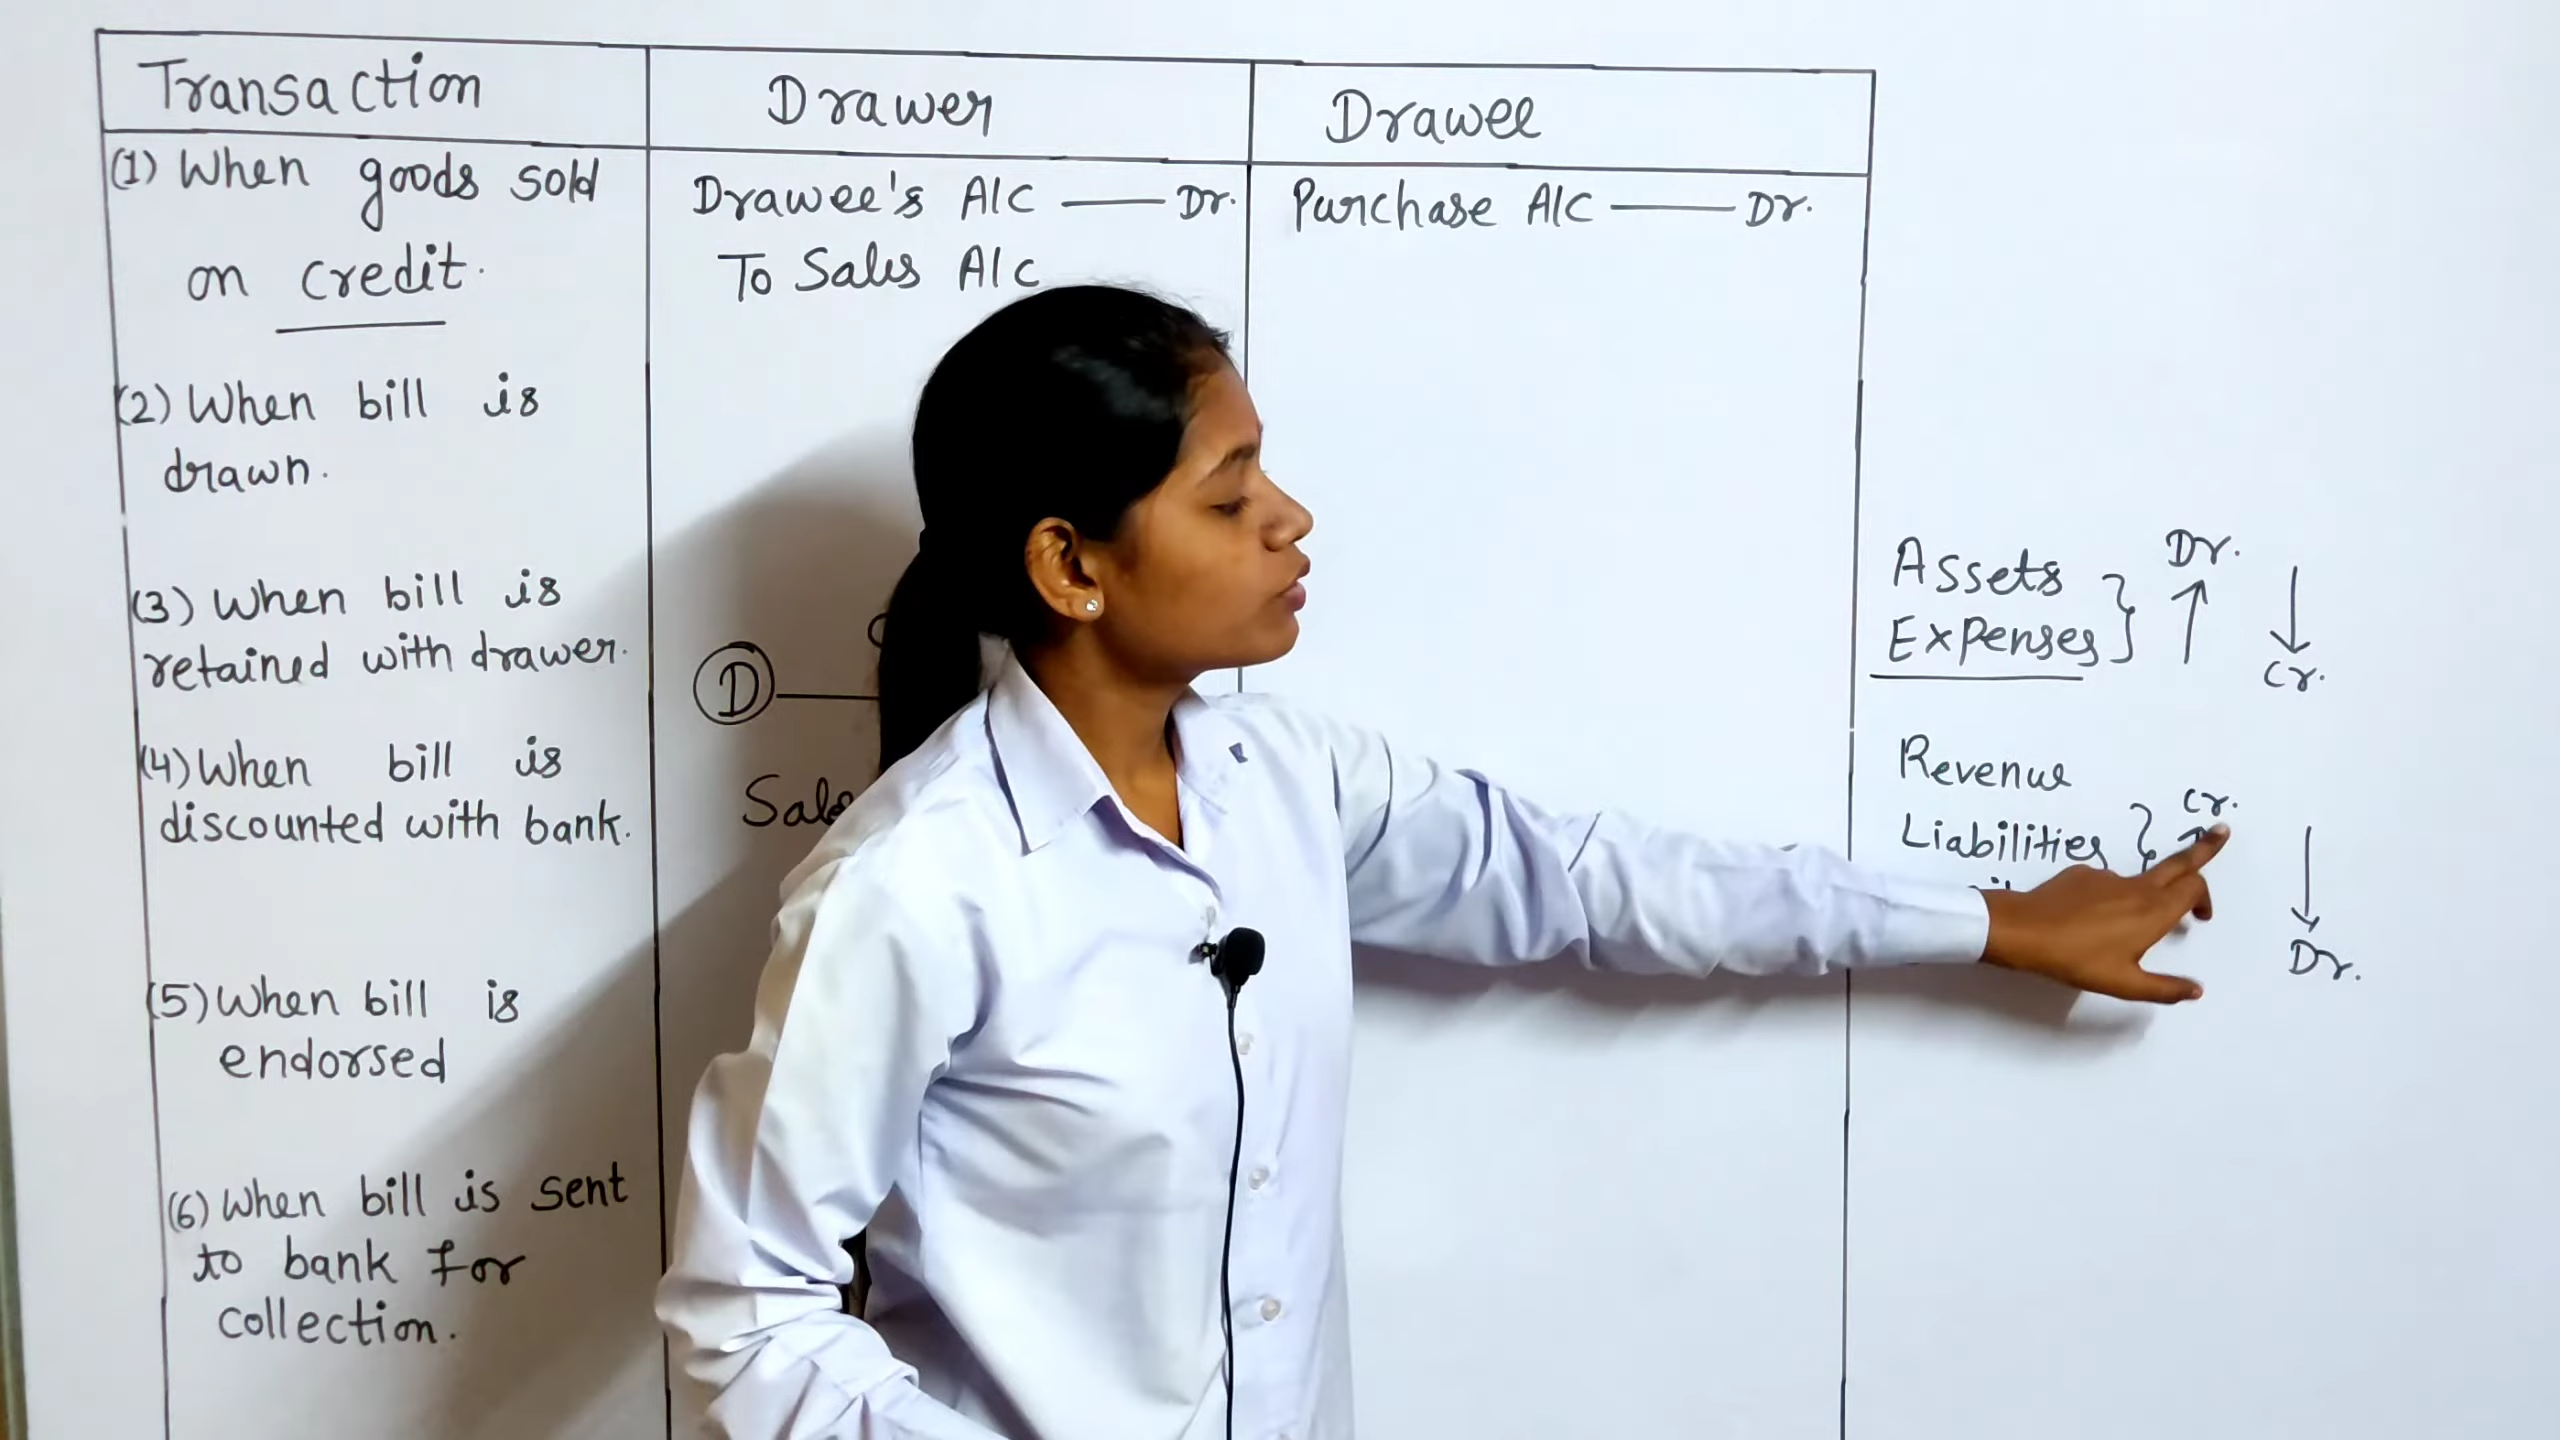 Transaction
Drawer
Drawee
(1) When goods sold
on credit.
Drawee's A/C —— Dr.
To Sales A/C
Purchase A/C —— Dr.
(2) When bill is
drawn.
(3) When bill is
retained with drawer.
(4) When bill is
discounted with bank.
(5) When bill is
endorsed
(6) When bill is sent
to bank for
collection.
D
Sales
Assets
Expenses
Dr.
Cr.
Revenue
Liabilities
Cr.
Dr.